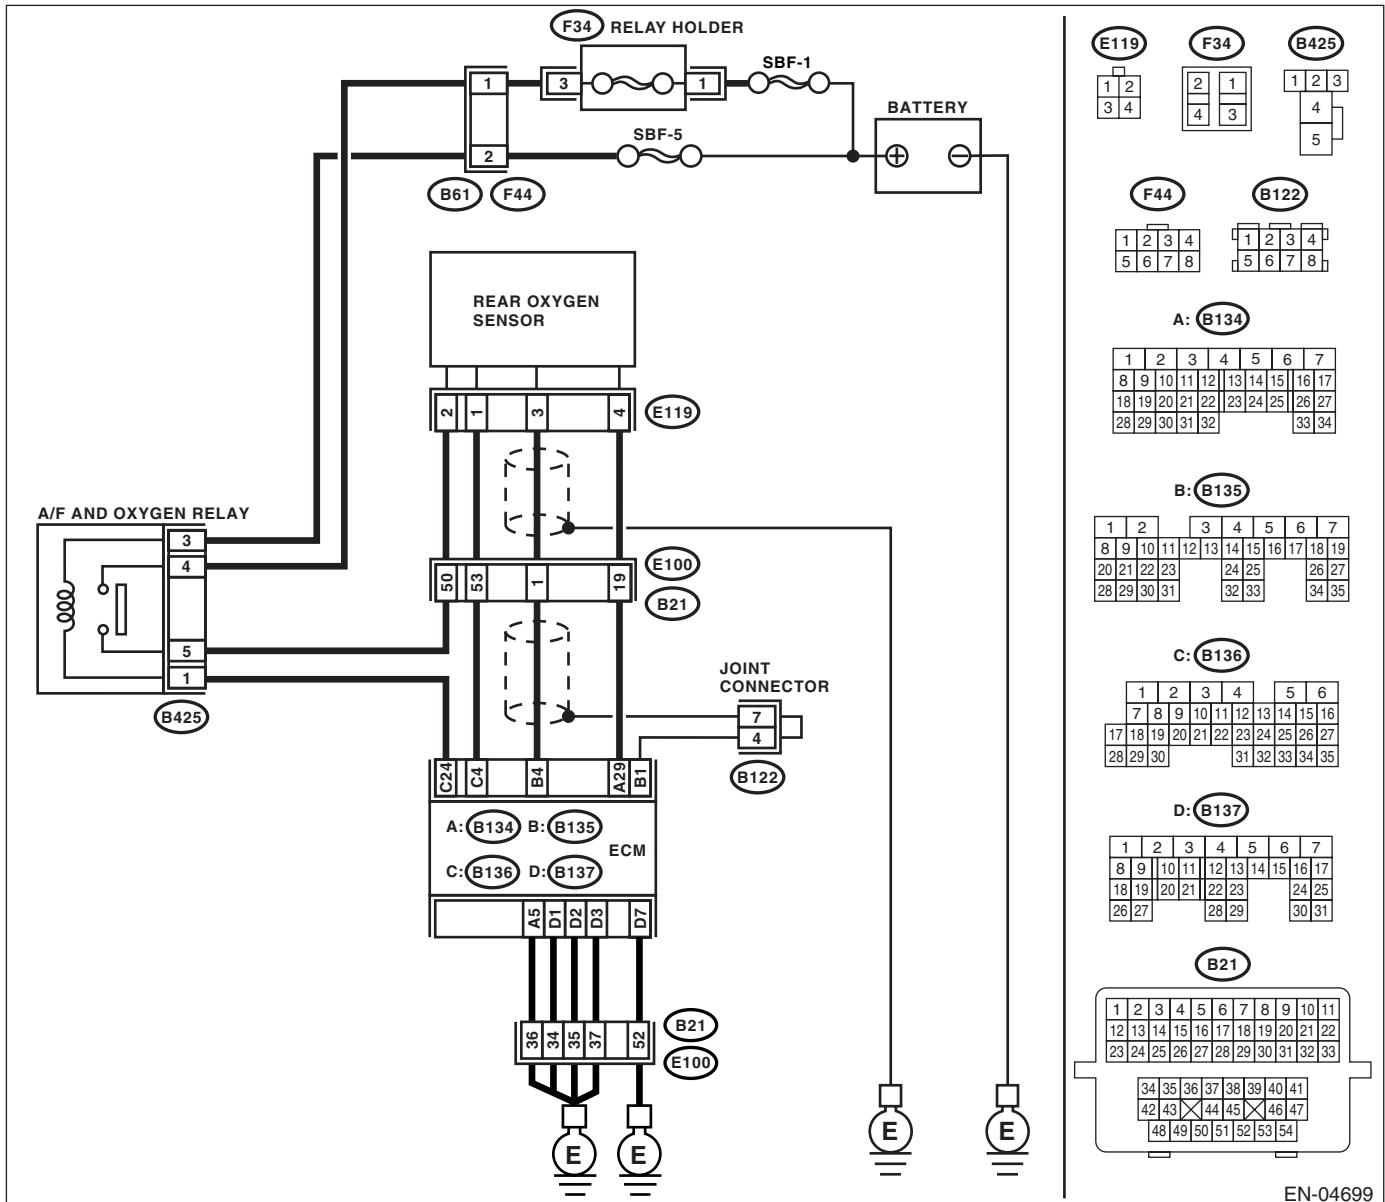 F34 RELAY HOLDER
SBF-1
1 3 1
BATTERY
SBF-5
2
B61 F44
REAR OXYGEN
SENSOR
2 1 3 4
E119
A/F AND OXYGEN RELAY
3
4
5
1
B425
E100
50 53 1 19
B21
JOINT
CONNECTOR
7
4
B122
C24 C4 B4 A29 B1
A: B134 B: B135
ECM
C: B136 D: B137
A5 D1 D2 D3 D7
36 34 35 37 52
B21
E100
E E E E
E119 F34 B425
1 2
3 4
2 1
4 3
1 2 3
4
5
F44 B122
1 2 3 4
5 6 7 8
1 2 3 4
5 6 7 8
A: B134
1 2 3 4 5 6 7
8 9 10 11 12 13 14 15 16 17
18 19 20 21 22 23 24 25 26 27
28 29 30 31 32 33 34
B: B135
1 2 3 4 5 6 7
8 9 10 11 12 13 14 15 16 17 18 19
20 21 22 23 24 25 26 27
28 29 30 31 32 33 34 35
C: B136
1 2 3 4 5 6
7 8 9 10 11 12 13 14 15 16
17 18 19 20 21 22 23 24 25 26 27
28 29 30 31 32 33 34 35
D: B137
1 2 3 4 5 6 7
8 9 10 11 12 13 14 15 16 17
18 19 20 21 22 23 24 25
26 27 28 29 30 31
B21
1 2 3 4 5 6 7 8 9 10 11
12 13 14 15 16 17 18 19 20 21 22
23 24 25 26 27 28 29 30 31 32 33
34 35 36 37 38 39 40 41
42 43 44 45 46 47
48 49 50 51 52 53 54
EN-04699